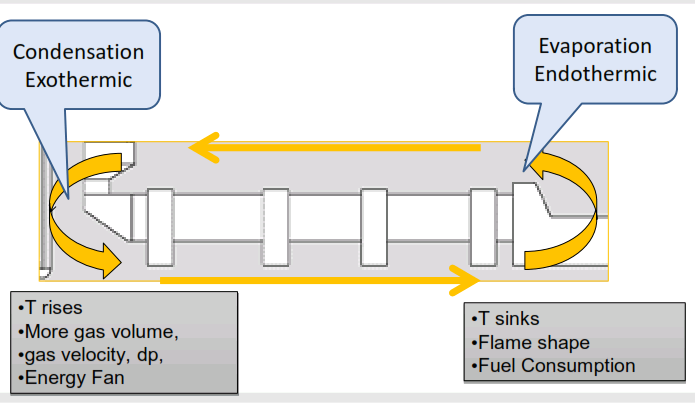 Condensation
Exothermic
Evaporation
Endothermic
•T rises
•More gas volume,
•gas velocity, dp,
•Energy Fan
•T sinks
•Flame shape
•Fuel Consumption